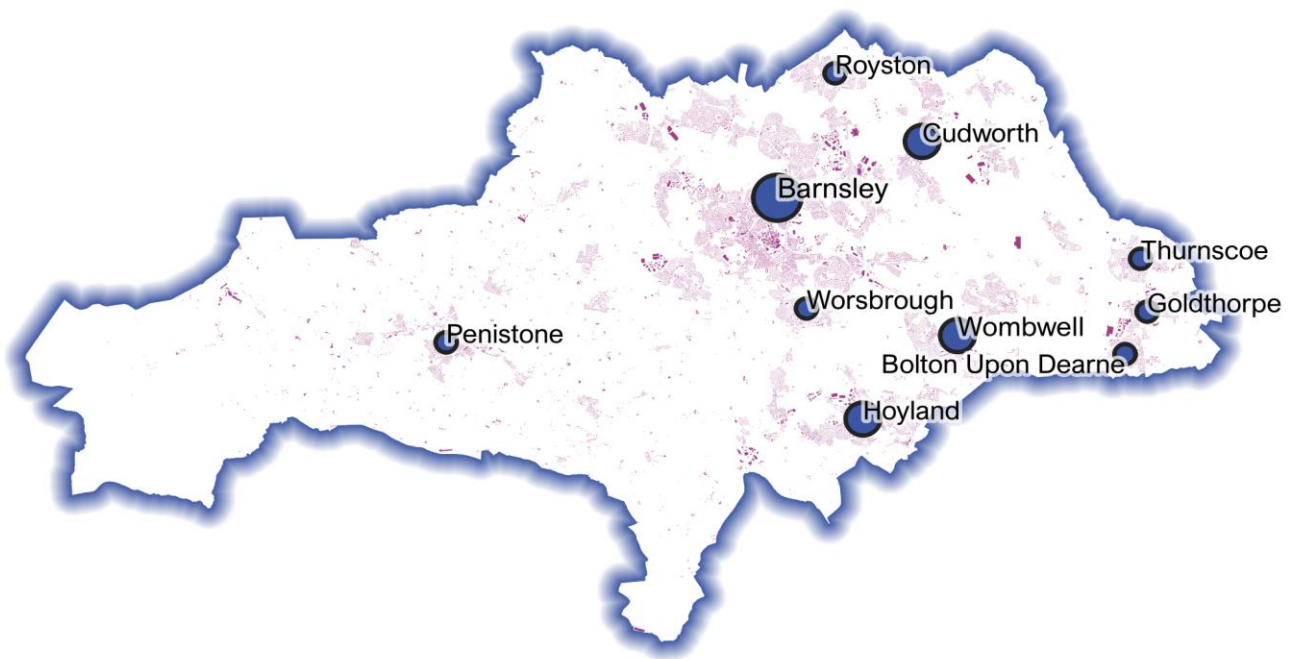 Royston
Cudworth
Barnsley
Thurnscoe
Worsbrough
Goldthorpe
Wombwell
Penistone
Bolton Upon Dearne
Hoyland